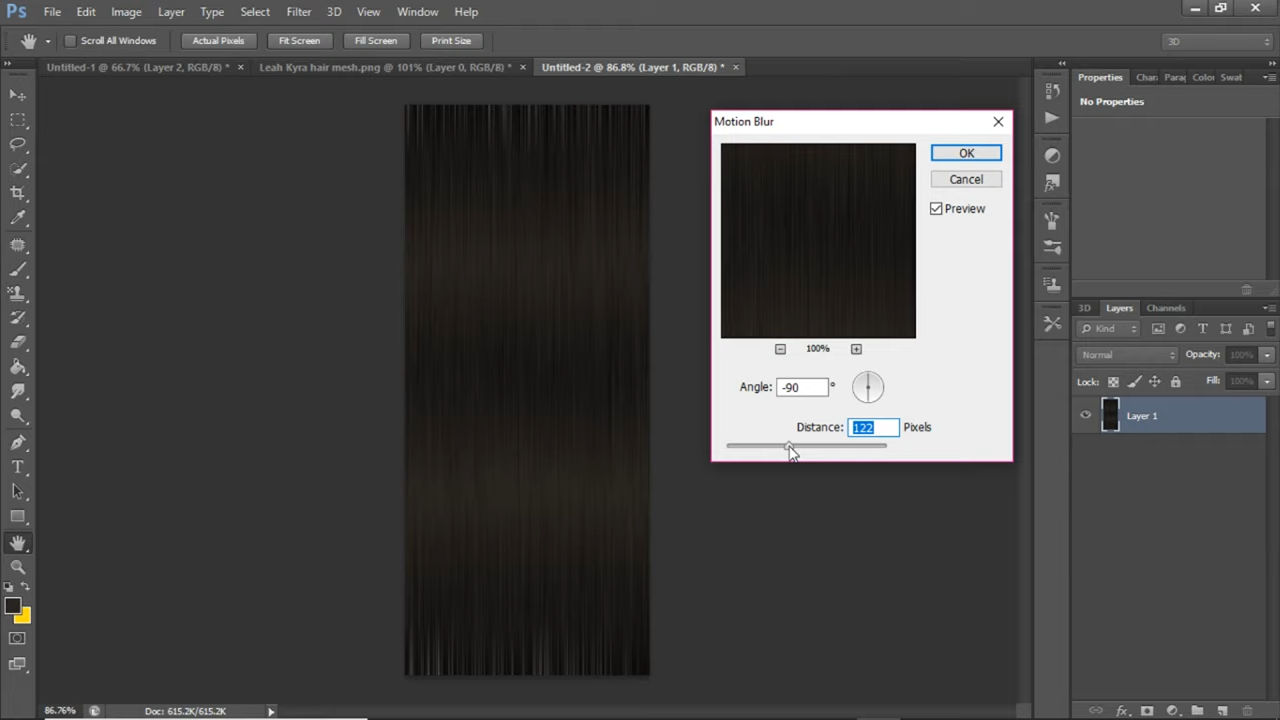 Ps File Edit Image Layer Type Select Filter 3D View Window Help
Scroll All Windows Actual Pixels Fit Screen Fill Screen Print Size 3D
Untitled-1 @ 66.7% (Layer 2, RGB/8) * Leah Kyra hair mesh.png @ 101% (Layer 0, RGB/8) * Untitled-2 @ 86.8% (Layer 1, RGB/8) *
Properties Chara Parag Color Swat
No Properties
Motion Blur
OK
Cancel
Preview
100%
Angle: -90 °
Distance: 122 Pixels
3D Layers Channels
Kind
Normal Opacity: 100%
Lock: Fill: 100%
Layer 1
86.76% Doc: 615.2K/615.2K